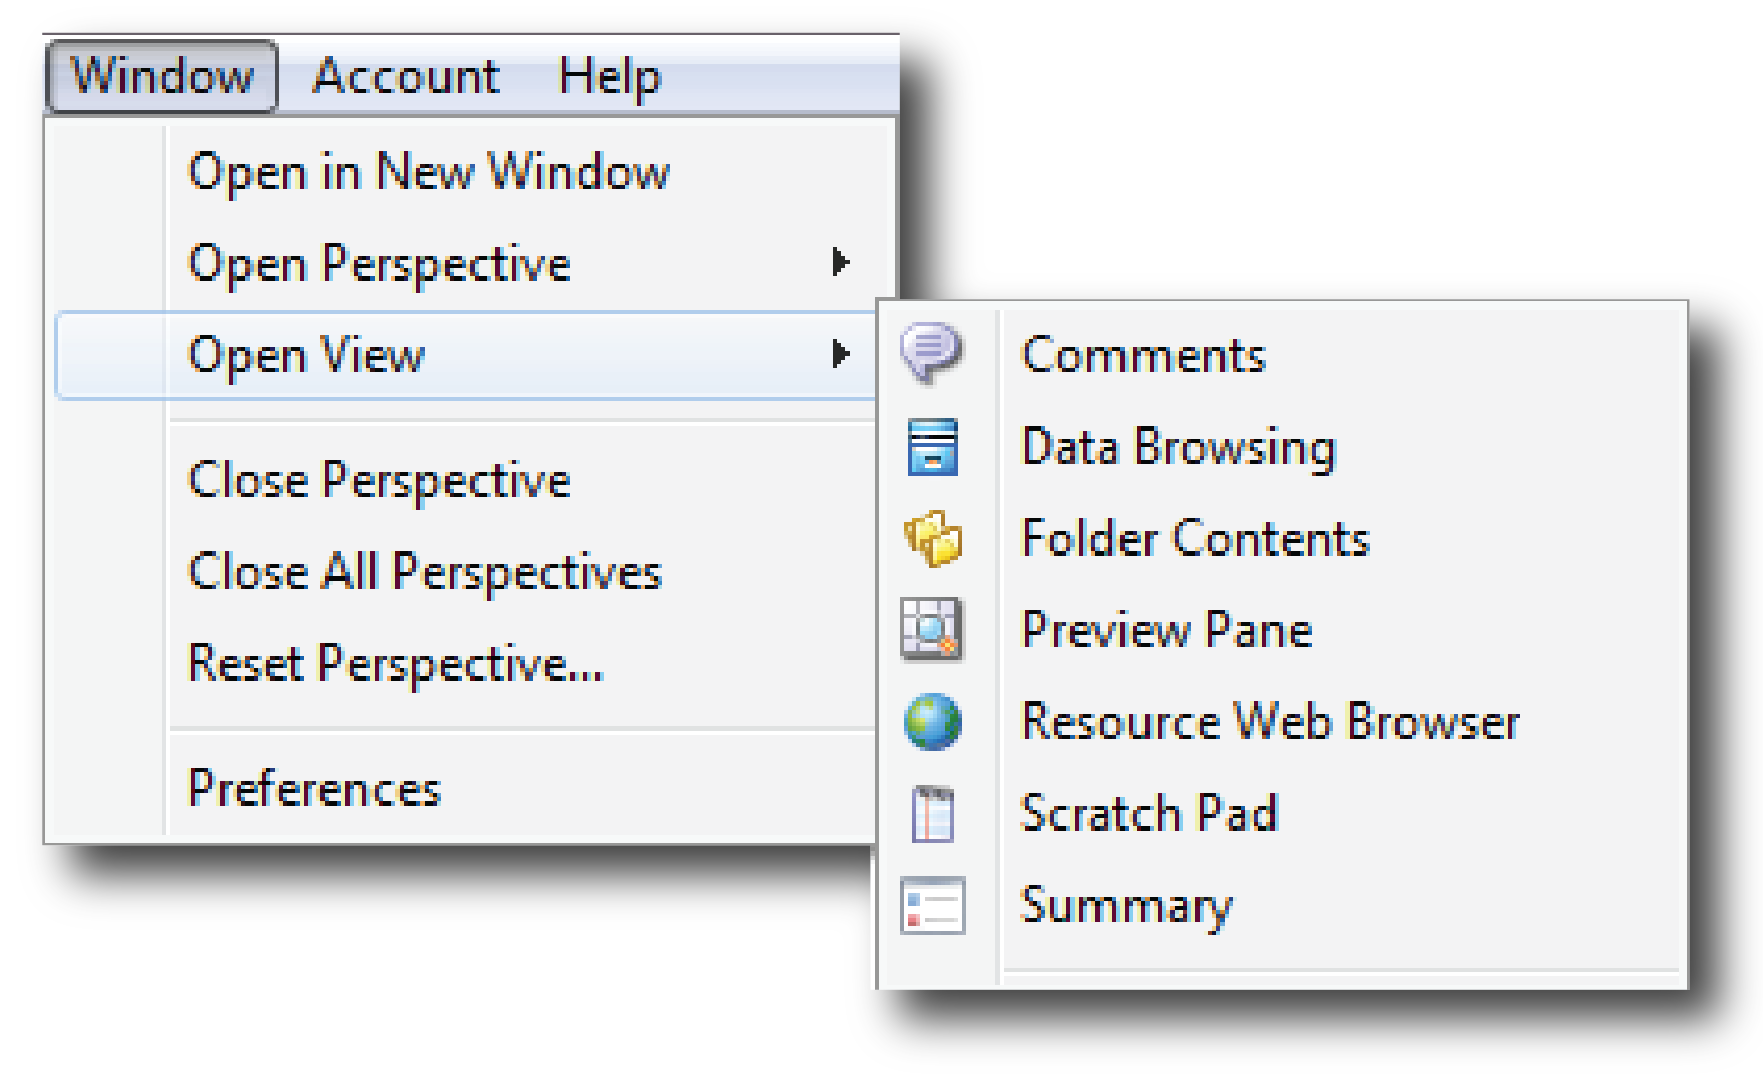 Window Account Help
Open in New Window
Open Perspective
Open View
Close Perspective
Close All Perspectives
Reset Perspective...
Preferences
Comments
Data Browsing
Folder Contents
Preview Pane
Resource Web Browser
Scratch Pad
Summary